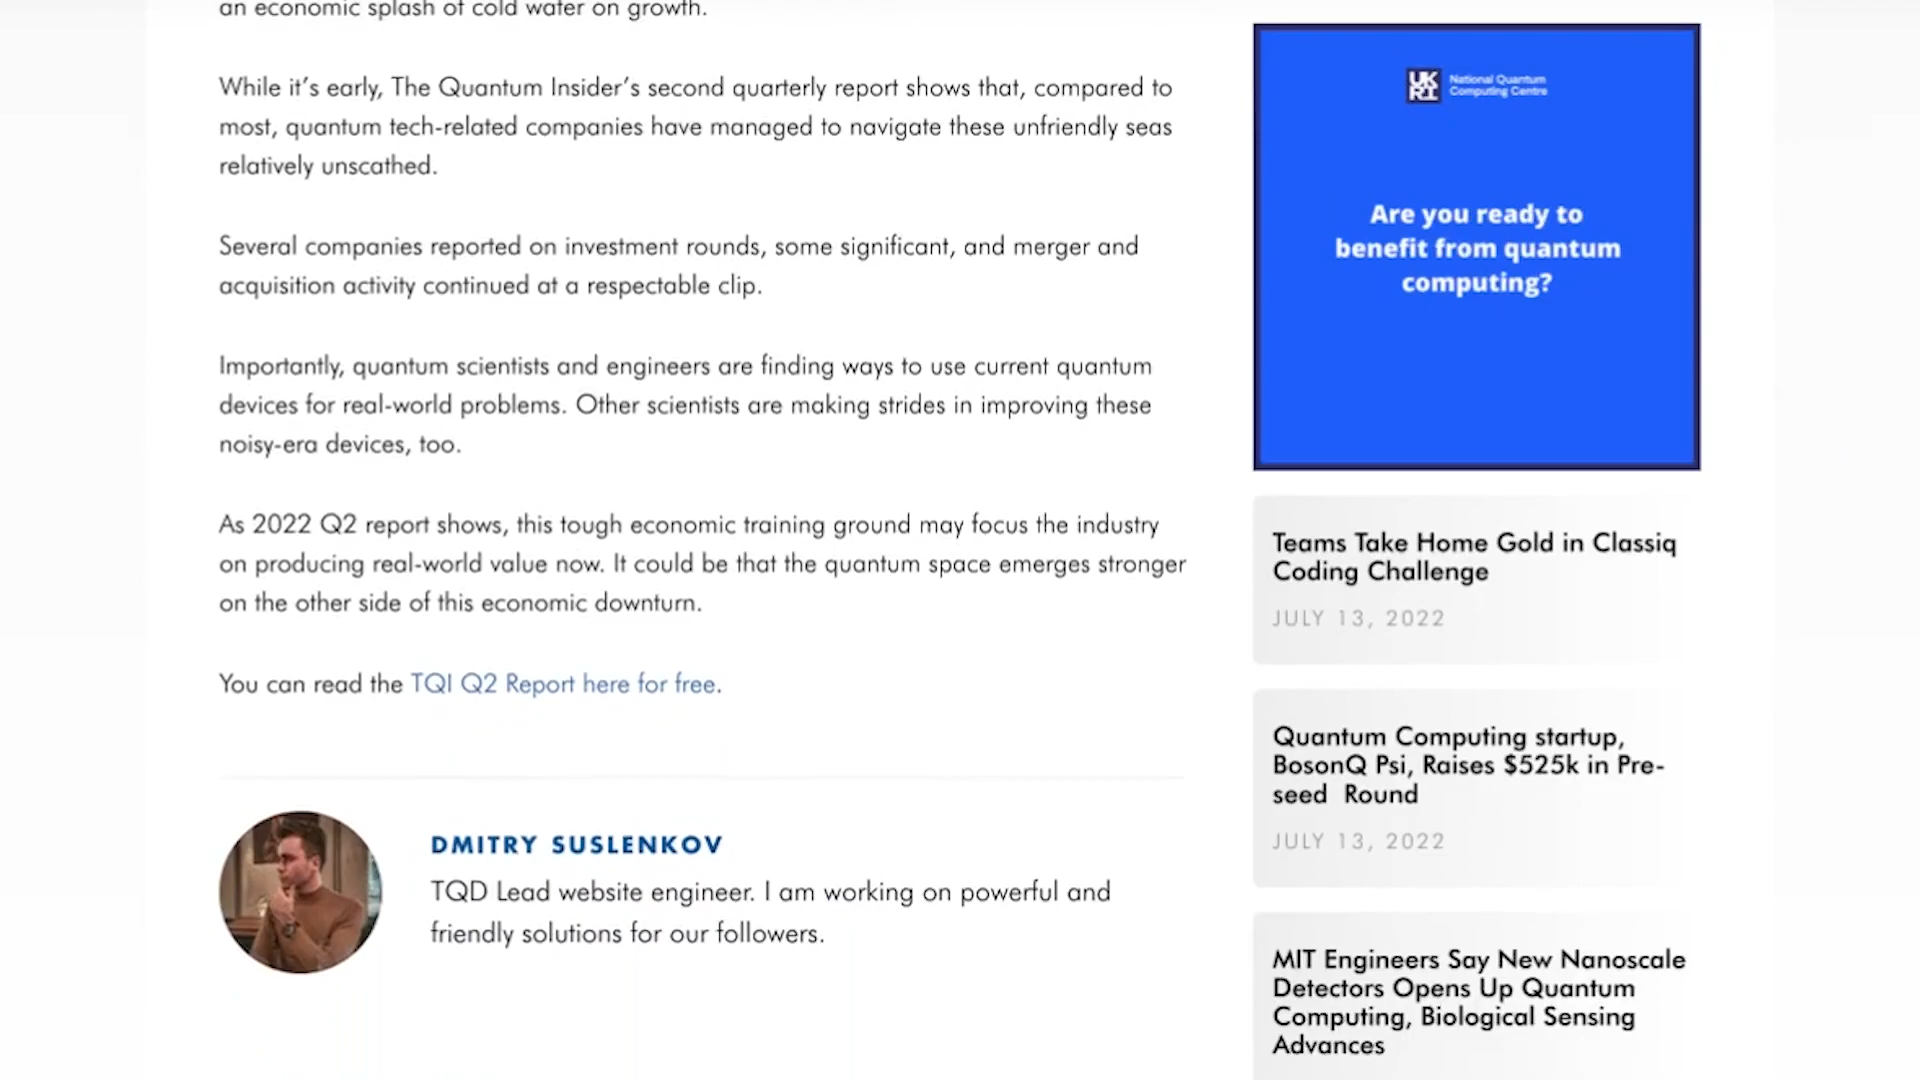 an economic splash of cold water on growth.
While it's early, The Quantum Insider's second quarterly report shows that, compared to
most, quantum tech-related companies have managed to navigate these unfriendly seas
relatively unscathed.
Several companies reported on investment rounds, some significant, and merger and
acquisition activity continued at a respectable clip.
Importantly, quantum scientists and engineers are finding ways to use current quantum
devices for real-world problems. Other scientists are making strides in improving these
noisy-era devices, too.
As 2022 Q2 report shows, this tough economic training ground may focus the industry
on producing real-world value now. It could be that the quantum space emerges stronger
on the other side of this economic downturn.
You can read the TQI Q2 Report here for free.
DMITRY SUSLENKOV
TQD Lead website engineer. I am working on powerful and
friendly solutions for our followers.
UK
RI
National Quantum
Computing Centre
Are you ready to
benefit from quantum
computing?
Teams Take Home Gold in Classiq
Coding Challenge
JULY 13, 2022
Quantum Computing startup,
BosonQ Psi, Raises $525k in Pre-
seed Round
JULY 13, 2022
MIT Engineers Say New Nanoscale
Detectors Opens Up Quantum
Computing, Biological Sensing
Advances